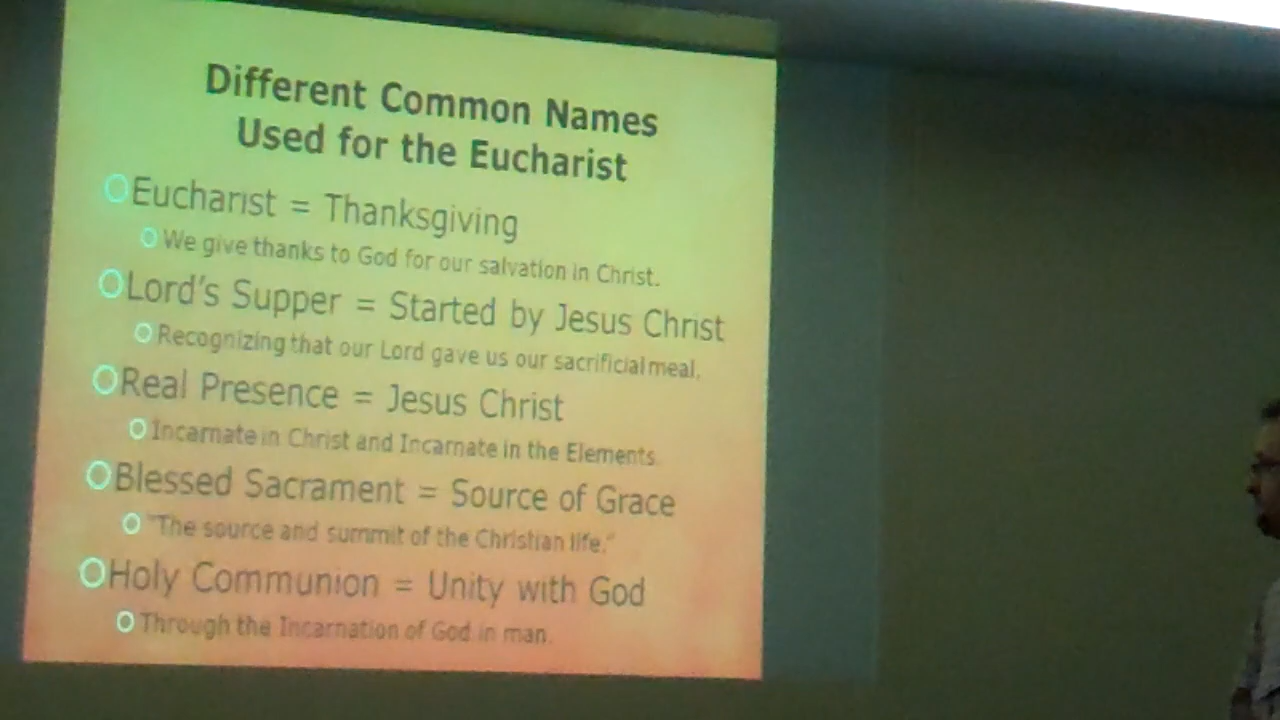 Different Common Names
Used for the Eucharist
Eucharist = Thanksgiving
We give thanks to God for our salvation in Christ.
Lord's Supper = Started by Jesus Christ
Recognizing that our Lord gave us our sacrificial meal.
Real Presence = Jesus Christ
Incarnate in Christ and Incarnate in the Elements.
Blessed Sacrament = Source of Grace
"The source and summit of the Christian life."
Holy Communion = Unity with God
Through the Incarnation of God in man.